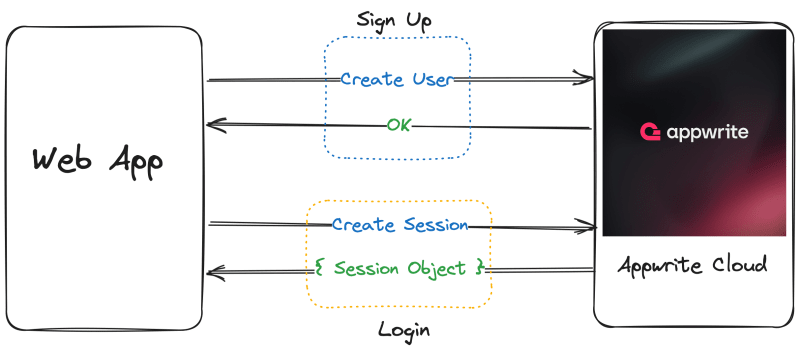 Sign Up
Create User
OK
Web App
appwrite
Create Session
{ Session Object }
Appwrite Cloud
Login